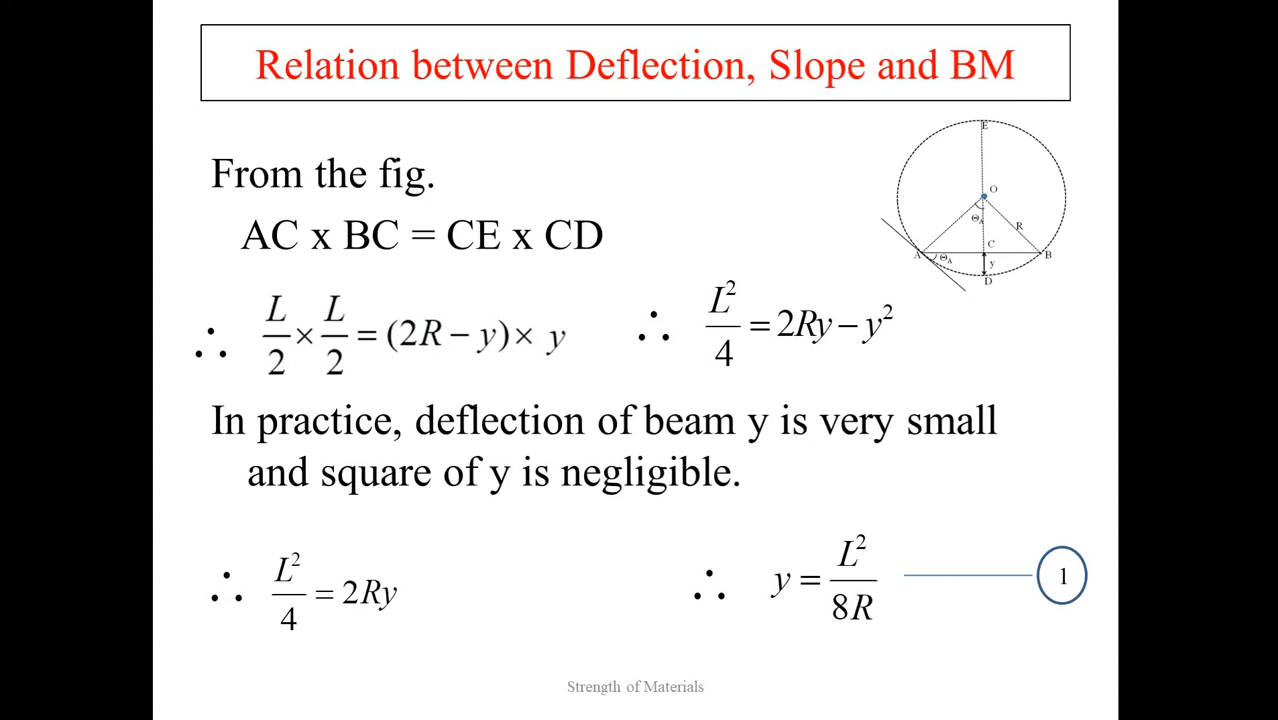 Relation between Deflection, Slope and BM
From the fig.
AC x BC = CE x CD
∴ L/2 × L/2 = (2R − y) × y
∴ L²/4 = 2Ry − y²
In practice, deflection of beam y is very small
and square of y is negligible.
∴ L²/4 = 2Ry
∴ y = L²/8R
1
E
O
Θ_A
R
C
A
Θ_A
B
y
D
Strength of Materials